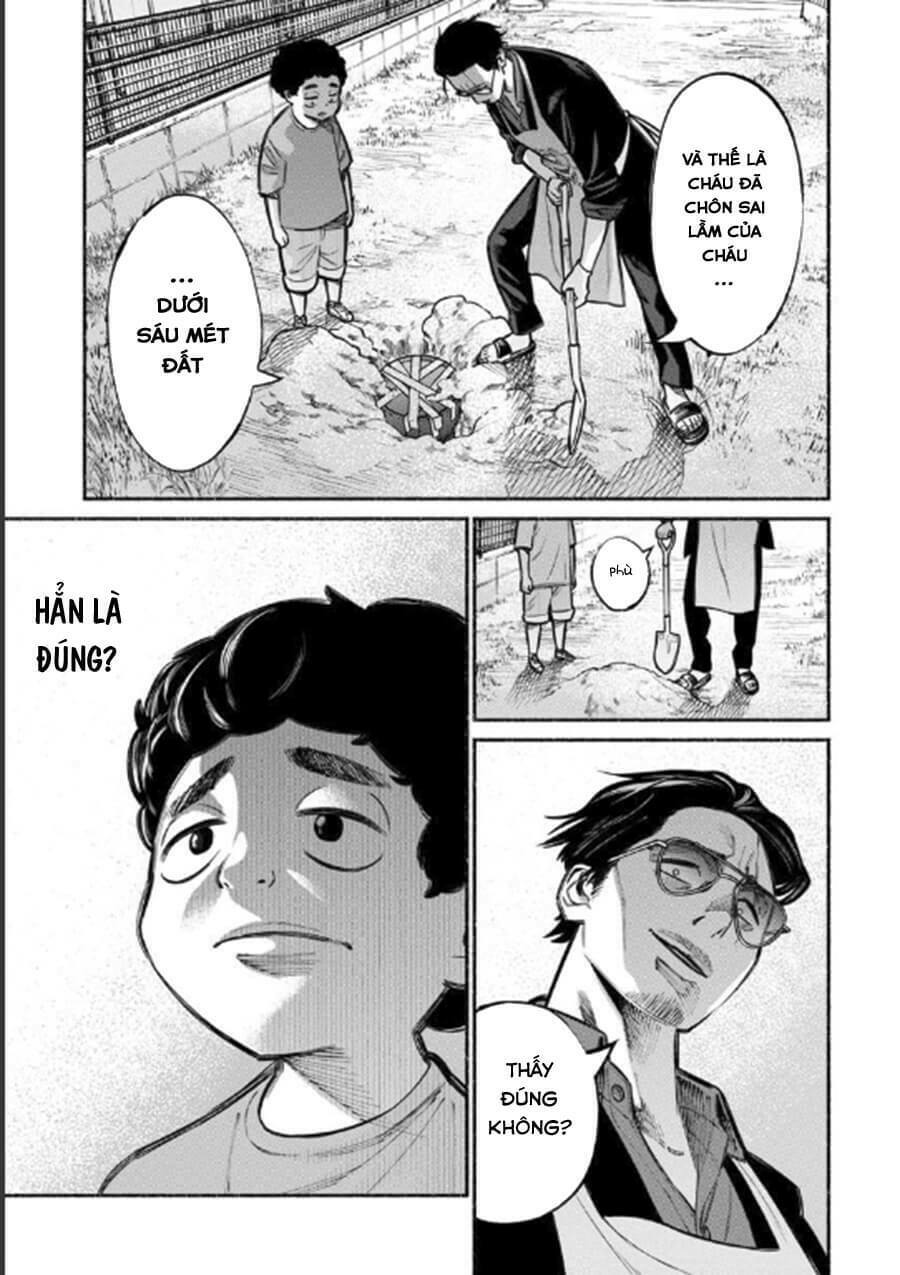 VÀ THẾ LÀ
CHÁU ĐÃ
CHÔN SAI
LẦM CỦA
CHÁU
...
...
DƯỚI
SÁU MÉT
ĐẤT
phù
THẤY
ĐÚNG
KHÔNG?
HẲN LÀ
ĐÚNG?